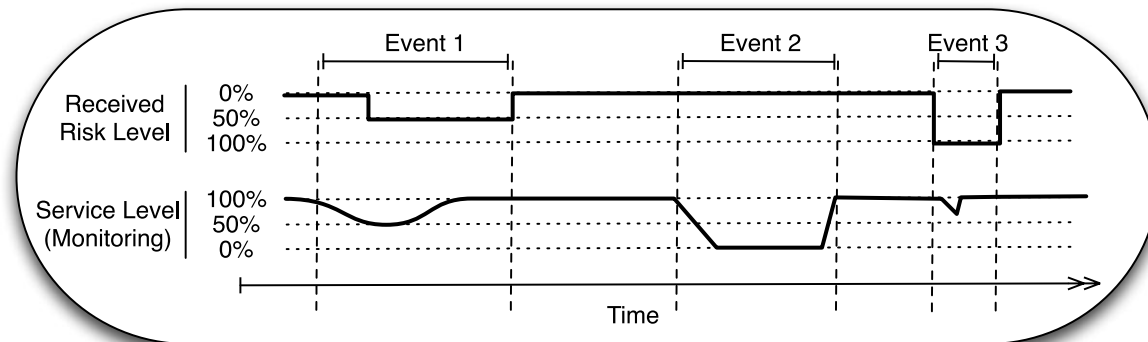 Event 1
Event 2
Event 3
Received
Risk Level
0%
50%
100%
Service Level
(Monitoring)
100%
50%
0%
Time